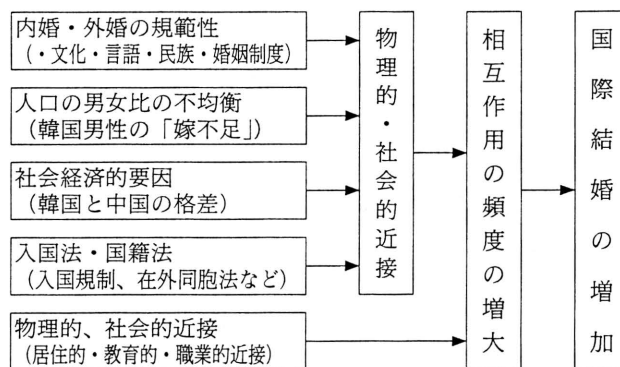 内婚・外婚の規範性
(・文化・言語・民族・婚姻制度)
人口の男女比の不均衡
(韓国男性の「嫁不足」)
社会経済的要因
(韓国と中国の格差)
入国法・国籍法
(入国規制、在外同胞法など)
物理的、社会的近接
(居住的・教育的・職業的近接)
物理的・社会的近接
相互作用の頻度の増大
国際結婚の増加